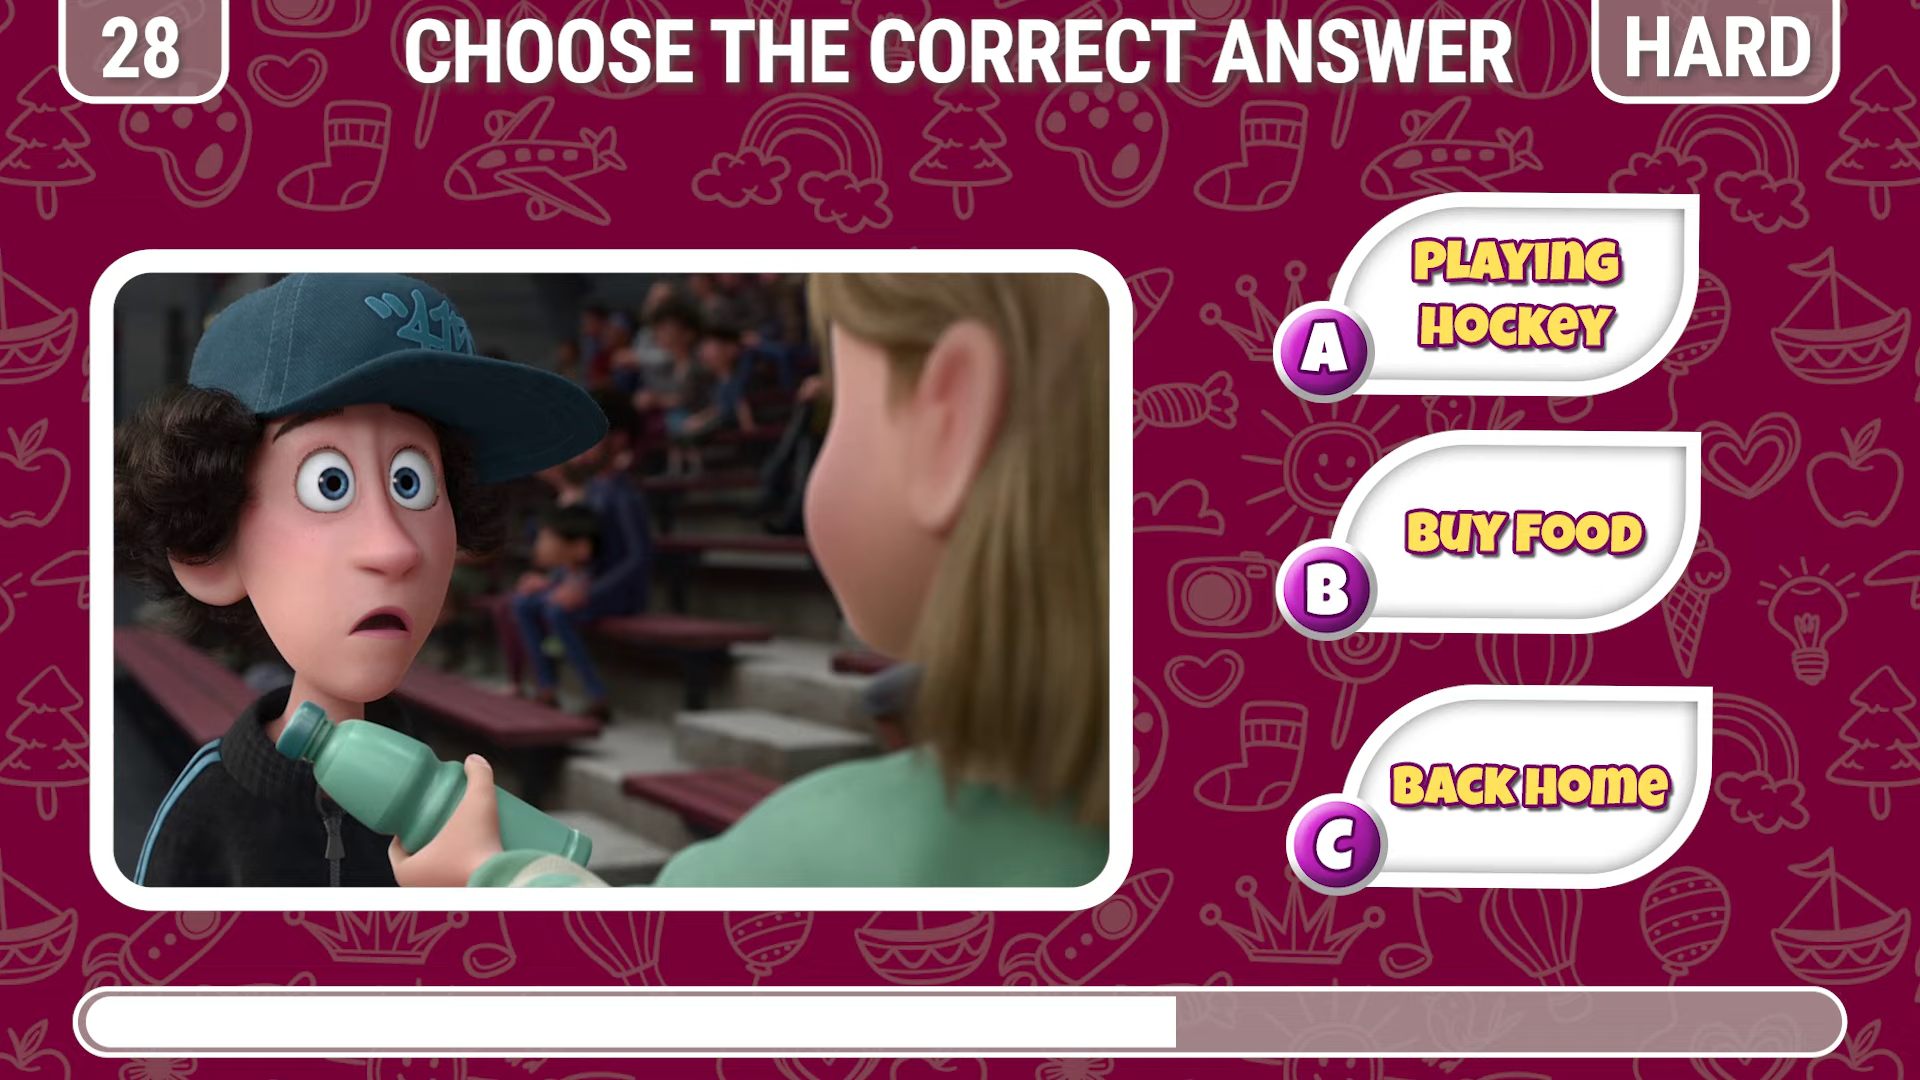 28
CHOOSE THE CORRECT ANSWER
HARD
PLAYING
HOCKEY
A
BUY FOOD
B
BACK HOME
C